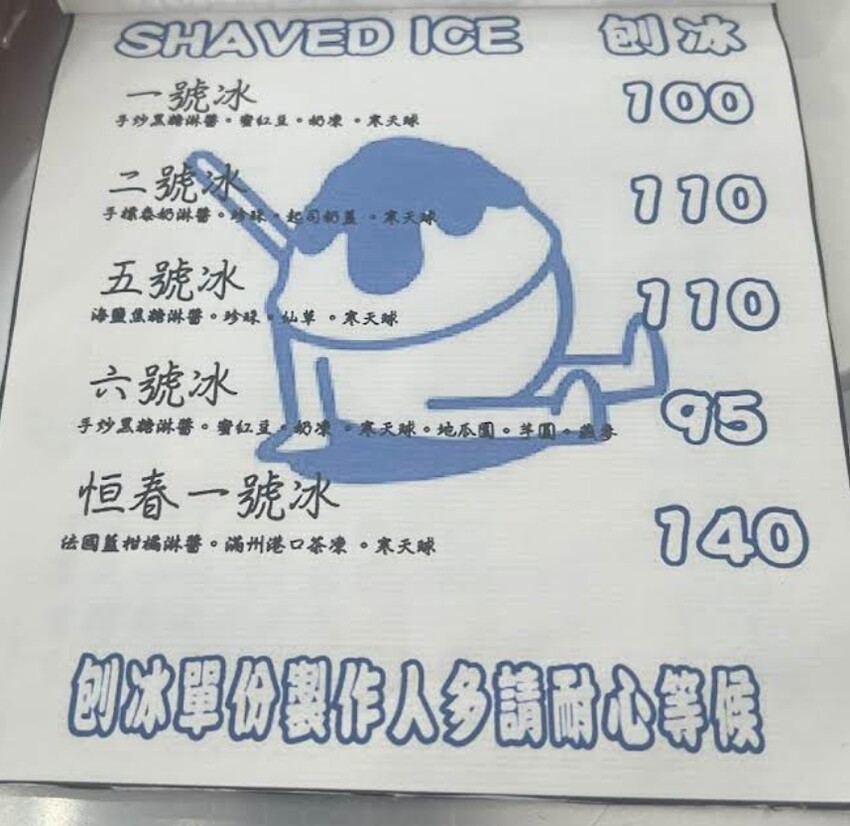 SHAVED ICE 刨冰
一號冰 100
手炒黑糖淋醬。蜜紅豆。奶凍。寒天球
二號冰 110
手標泰奶淋醬。珍珠。起司奶蓋。寒天球
五號冰 110
海鹽焦糖淋醬。珍珠。仙草。寒天球
六號冰 95
手炒黑糖淋醬。蜜紅豆。奶凍。寒天球。地瓜圓。芋圓。燕麥
恒春一號冰 140
法國藍柑橘淋醬。滿州港口茶凍。寒天球
刨冰單份製作人多請耐心等候